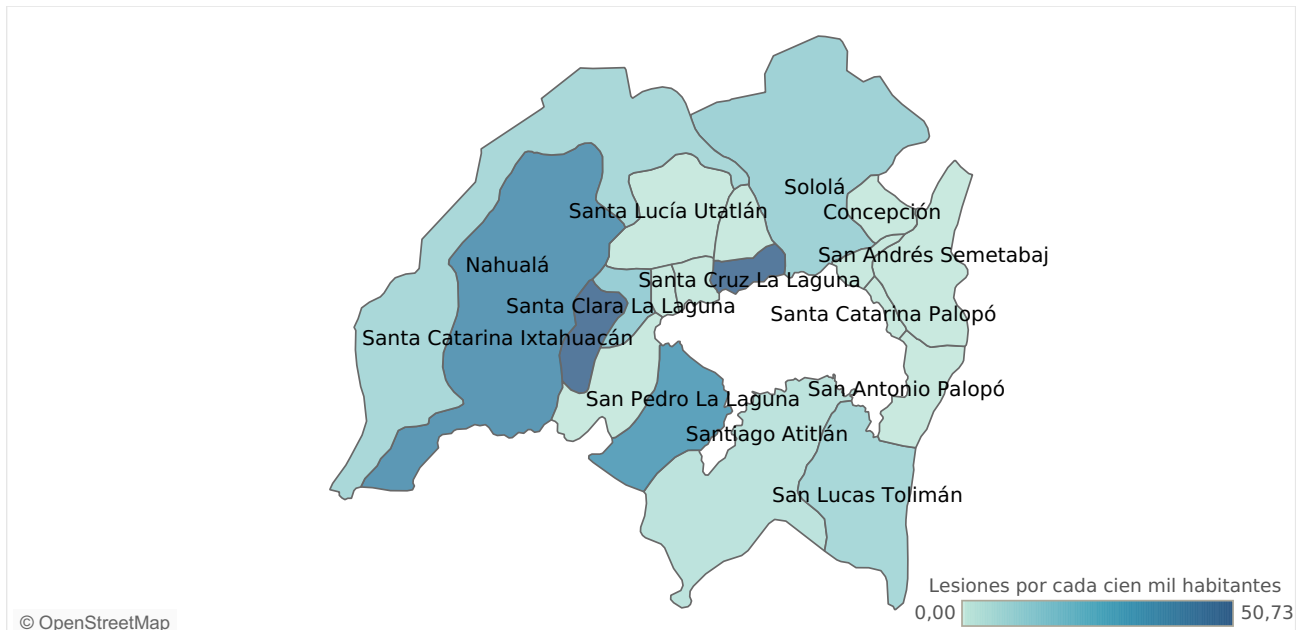 Sololá
Santa Lucía Utatlán
Concepción
San Andrés Semetabaj
Nahualá
Santa Cruz La Laguna
Santa Clara La Laguna
Santa Catarina Palopó
Santa Catarina Ixtahuacán
San Antonio Palopó
San Pedro La Laguna
Santiago Atitlán
San Lucas Tolimán
Lesiones por cada cien mil habitantes
0,00 50,73
© OpenStreetMap